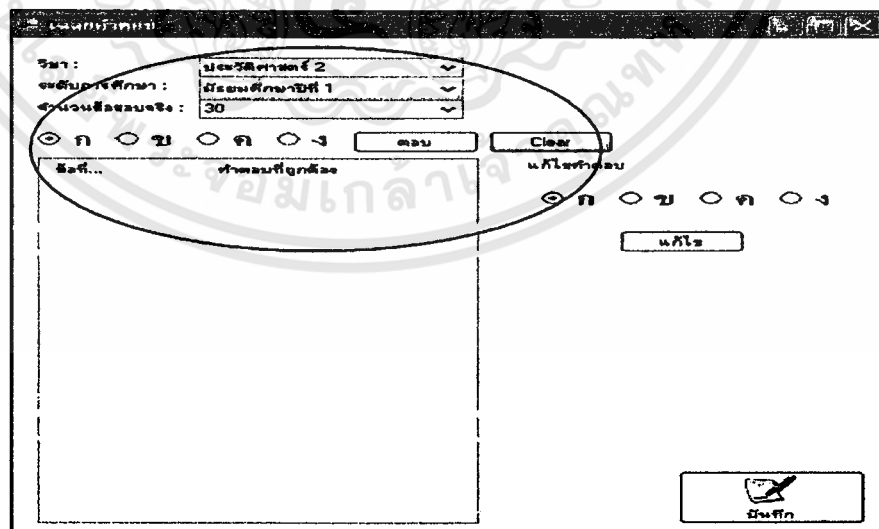 วิชา : ประวัติศาสตร์ 2
ระดับการศึกษา : มัธยมศึกษาปีที่ 1
จำนวนข้อสอบจริง : 30
ก ข ค ง ตอบ Clear
ข้อที่... คำตอบที่ถูกต้อง แก้ไขคำตอบ
ก ข ค ง
แก้ไข
บันทึก